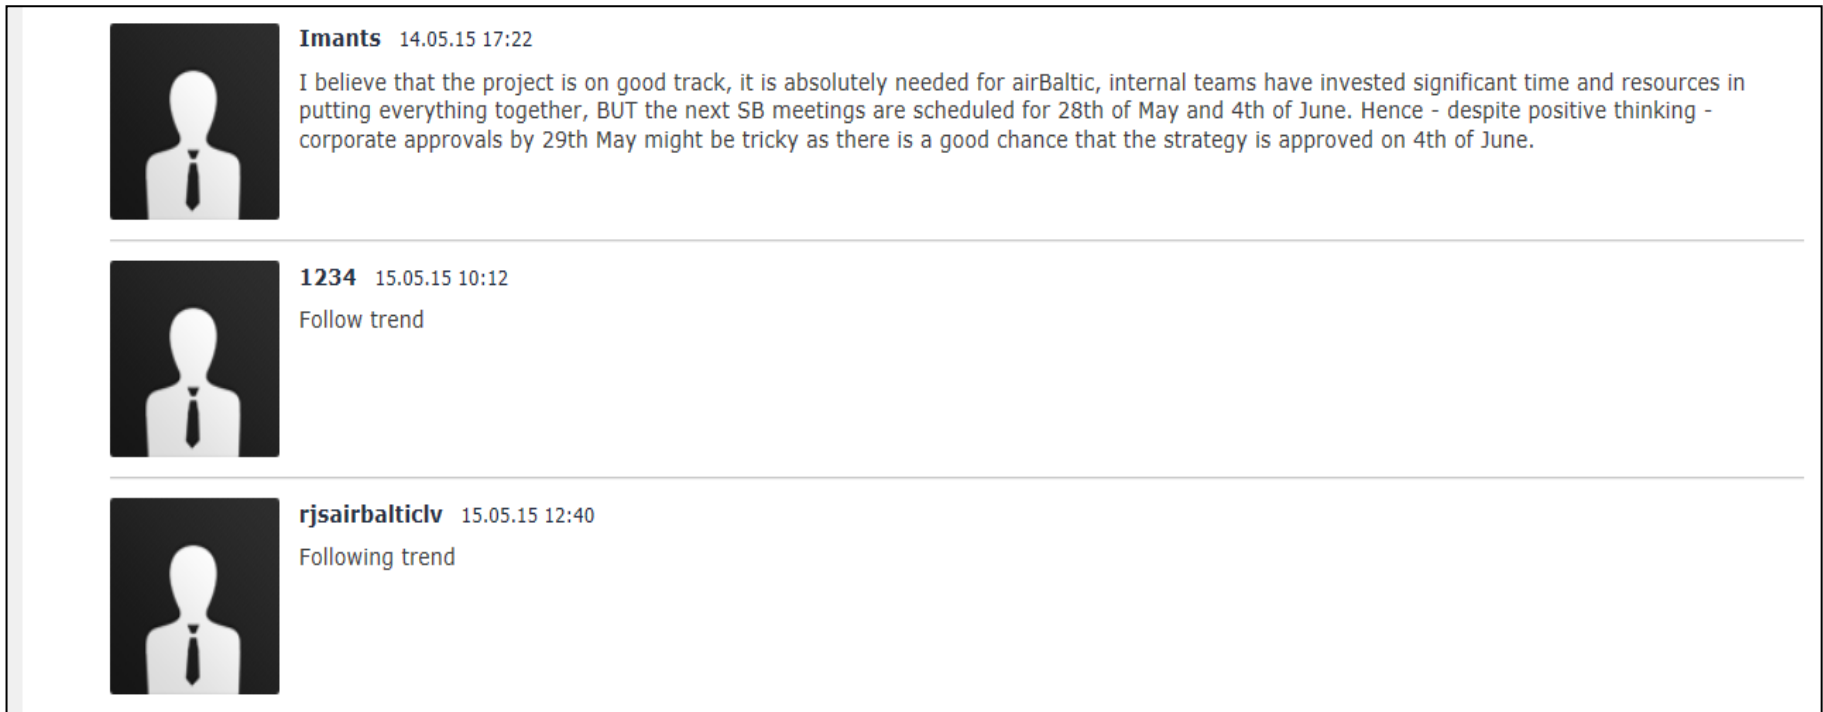 Imants 14.05.15 17:22
I believe that the project is on good track, it is absolutely needed for airBaltic, internal teams have invested significant time and resources in
putting everything together, BUT the next SB meetings are scheduled for 28th of May and 4th of June. Hence - despite positive thinking -
corporate approvals by 29th May might be tricky as there is a good chance that the strategy is approved on 4th of June.
1234 15.05.15 10:12
Follow trend
rjsairbalticlv 15.05.15 12:40
Following trend